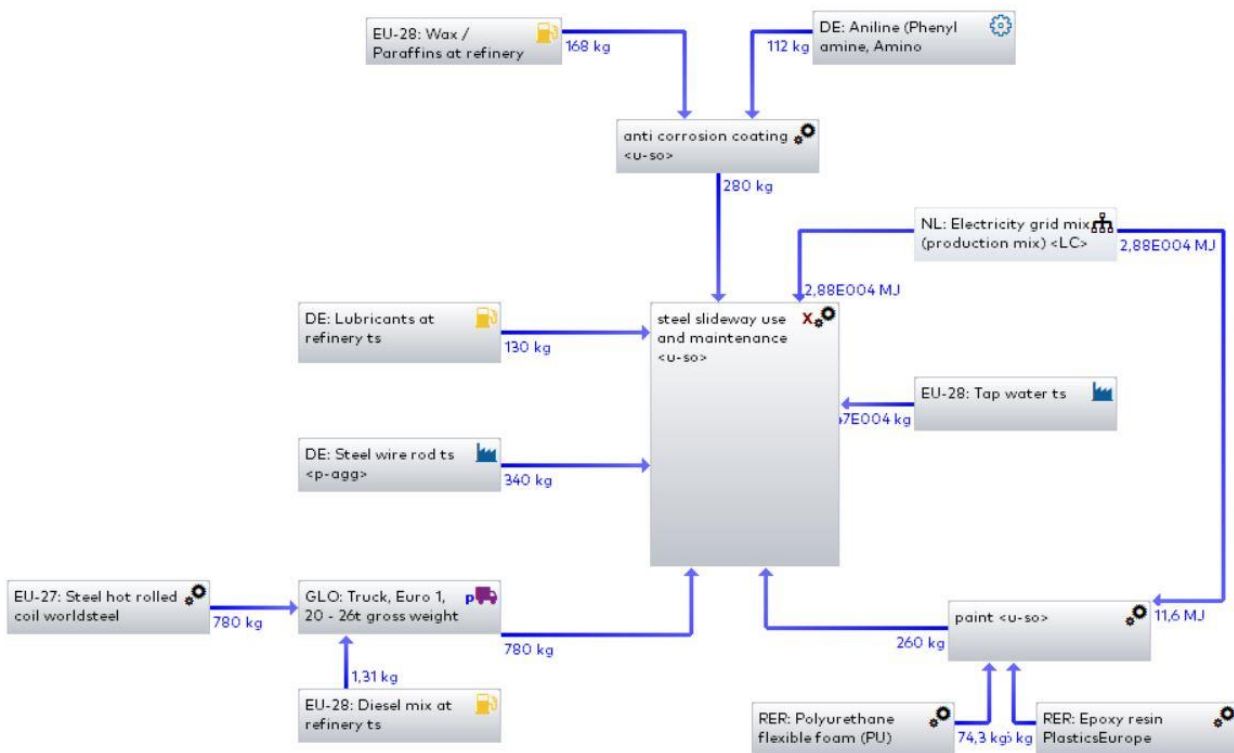 EU-28: Wax /
Paraffins at refinery
168 kg
DE: Aniline (Phenyl
amine, Amino
112 kg
anti corrosion coating
<u-so>
280 kg
NL: Electricity grid mix
(production mix) <LC>
2,88E004 MJ
2,88E004 MJ
DE: Lubricants at
refinery ts
130 kg
steel slideway use
and maintenance
<u-so>
X
EU-28: Tap water ts
47E004 kg
DE: Steel wire rod ts
<p-agg>
340 kg
EU-27: Steel hot rolled
coil worldsteel
780 kg
GLO: Truck, Euro 1,
20 - 26t gross weight
p
780 kg
1,31 kg
EU-28: Diesel mix at
refinery ts
paint <u-so>
11,6 MJ
260 kg
RER: Polyurethane
flexible foam (PU)
74,3 kg
kg
RER: Epoxy resin
PlasticsEurope